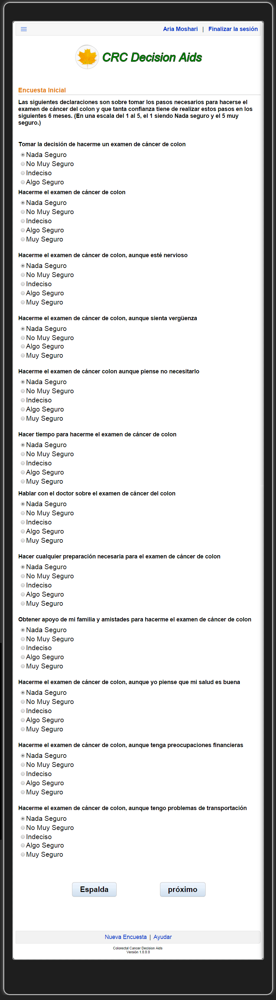 Aria Moshari | Finalizar la sesión
CRC Decision Aids
Encuesta Inicial
Las siguientes declaraciones son sobre tomar los pasos necesarios para hacerse el
examen de cáncer del colon y que tanta confianza tiene de realizar estos pasos en los
siguientes 6 meses. (En una escala del 1 al 5, el 1 siendo Nada seguro y el 5 muy
seguro.)
Tomar la decisión de hacerme un examen de cáncer de colon
Nada Seguro
No Muy Seguro
Indeciso
Algo Seguro
Hacerme el examen de cáncer de colon
Nada Seguro
No Muy Seguro
Indeciso
Algo Seguro
Muy Seguro
Hacerme el examen de cáncer de colon, aunque esté nervioso
Nada Seguro
No Muy Seguro
Indeciso
Algo Seguro
Muy Seguro
Hacerme el examen de cáncer de colon, aunque sienta vergüenza
Nada Seguro
No Muy Seguro
Algo Seguro
Muy Seguro
Hacerme el examen de cáncer colon aunque piense no necesitarlo
Nada Seguro
No Muy Seguro
Indeciso
Algo Seguro
Muy Seguro
Hacer tiempo para hacerme el examen de cáncer de colon
Nada Seguro
No Muy Seguro
Indeciso
Algo Seguro
Muy Seguro
Hablar con el doctor sobre el examen de cáncer del colon
Nada Seguro
No Muy Seguro
Indeciso
Algo Seguro
Muy Seguro
Hacer cualquier preparación necesaria para el examen de cáncer de colon
Nada Seguro
No Muy Seguro
Indeciso
Algo Seguro
Muy Seguro
Obtener apoyo de mi familia y amistades para hacerme el examen de cáncer de colon
Nada Seguro
No Muy Seguro
Indeciso
Algo Seguro
Muy Seguro
Hacerme el examen de cáncer de colon, aunque yo piense que mi salud es buena
Nada Seguro
No Muy Seguro
Indeciso
Algo Seguro
Muy Seguro
Hacerme el examen de cáncer de colon, aunque tenga preocupaciones financieras
Nada Seguro
No Muy Seguro
Indeciso
Algo Seguro
Muy Seguro
Hacerme el examen de cáncer de colon, aunque tengo problemas de transportación
Nada Seguro
No Muy Seguro
Indeciso
Algo Seguro
Muy Seguro
Espalda próximo
Nueva Encuesta | Ayudar
Colorectal Cancer Decision Aids
Versión 1.0.0.0